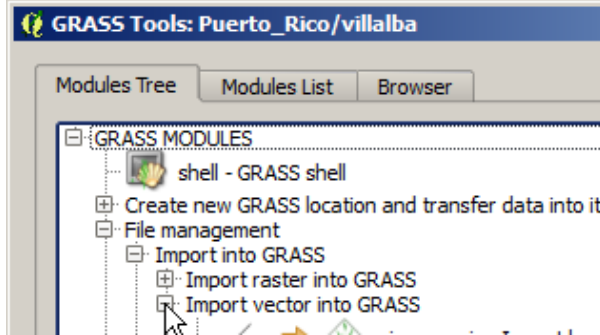 GRASS Tools: Puerto_Rico/villalba
Modules Tree Modules List Browser
GRASS MODULES
shell - GRASS shell
Create new GRASS location and transfer data into it
File management
Import into GRASS
Import raster into GRASS
Import vector into GRASS